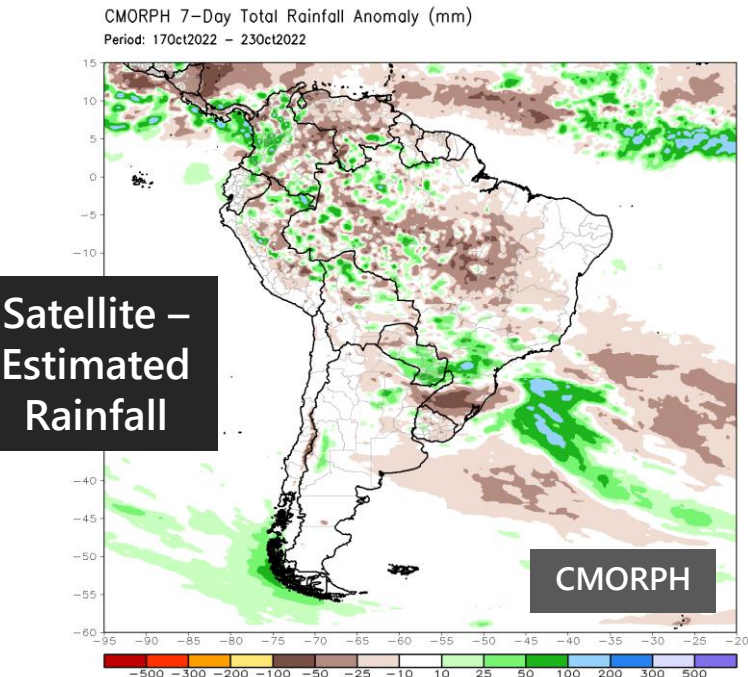 CMORPH 7-Day Total Rainfall Anomaly (mm)
Period: 17Oct2022 - 23Oct2022
15
10
5
0
-5
-10
Satellite –
Estimated
Rainfall
-40
-45
-50
CMORPH
-55
-60
-95 -90 -85 -80 -75 -70 -65 -60 -55 -50 -45 -40 -35 -30 -25 -20
-500 -300 -200 -100 -50 -25 -10 10 25 50 100 200 300 500